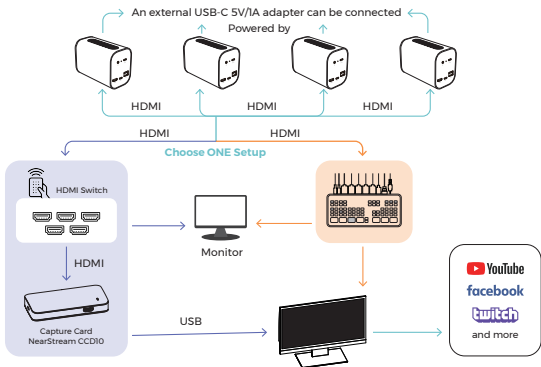 An external USB-C 5V/1A adapter can be connected
Powered by
HDMI
HDMI
HDMI
HDMI
HDMI
Choose ONE Setup
HDMI Switch
Monitor
HDMI
Capture Card
NearStream CCD10
USB
YouTube
facebook
twitch
and more